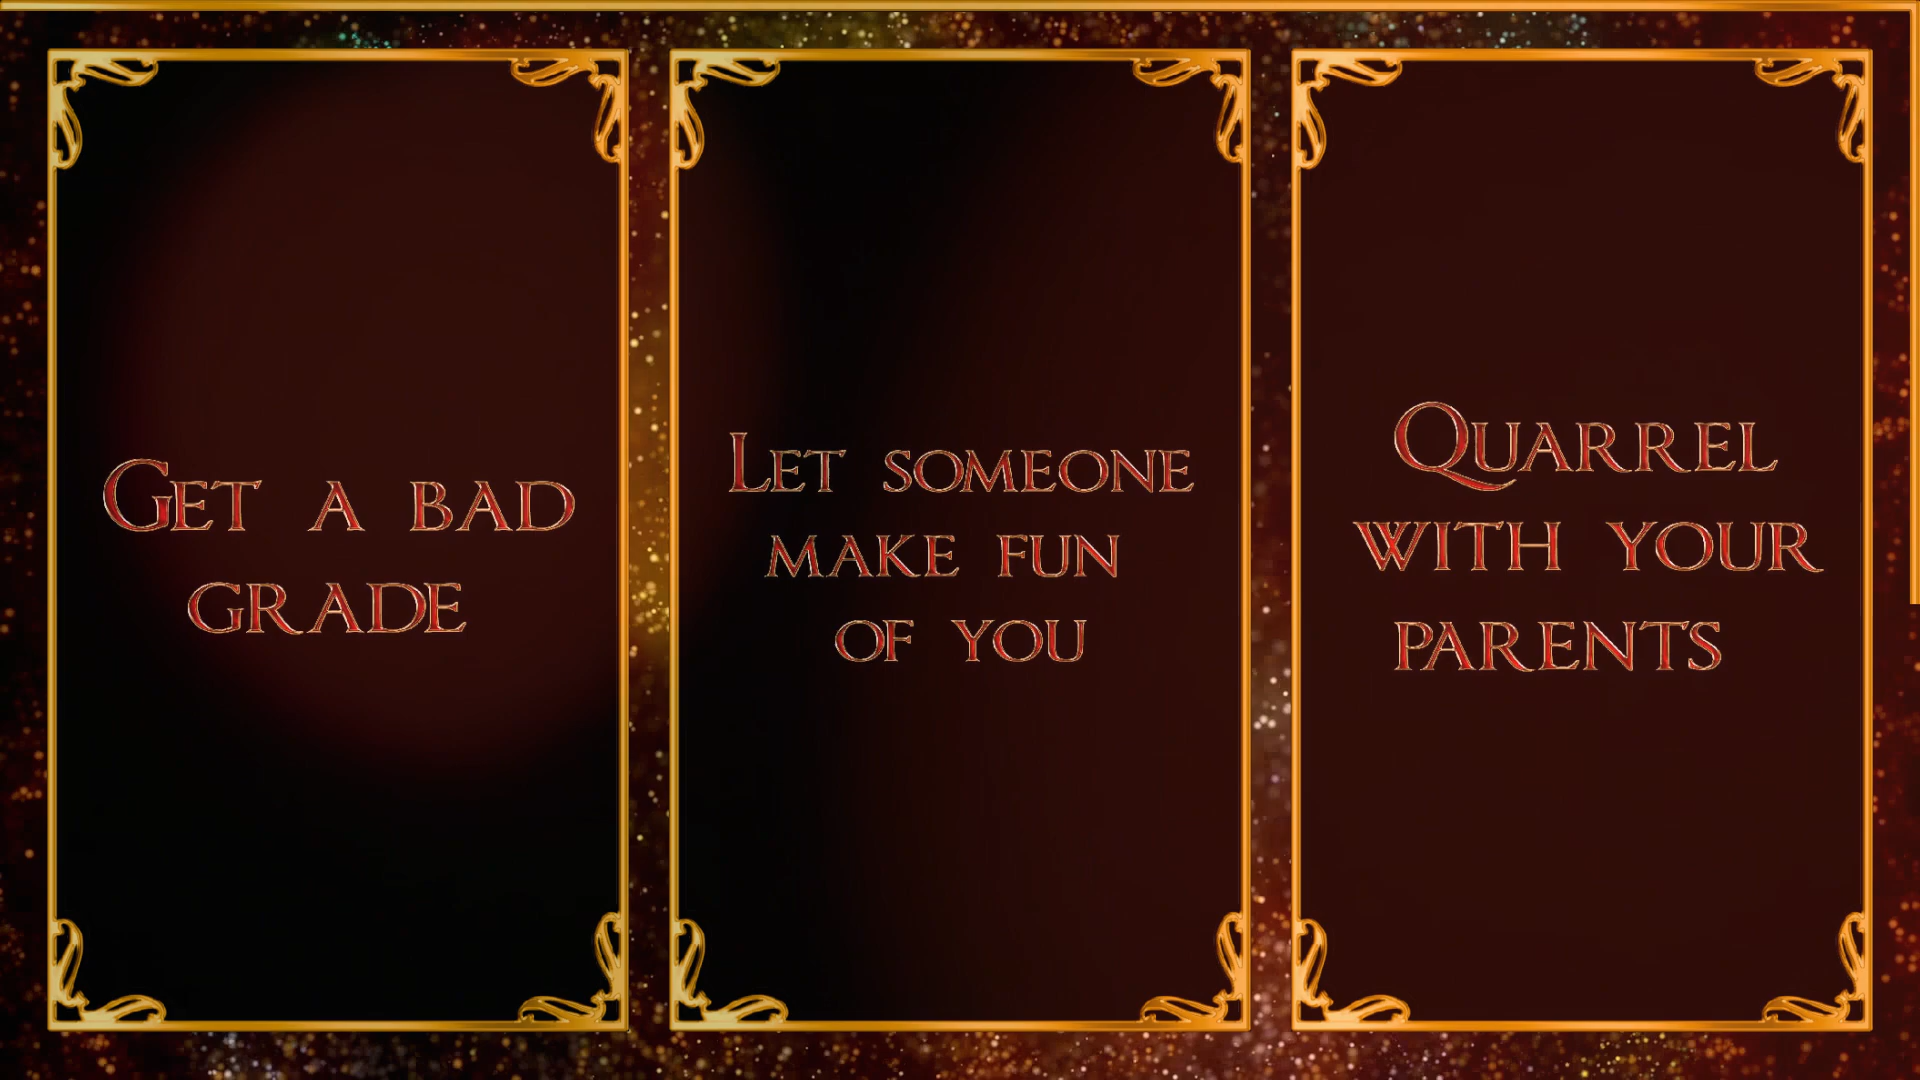 Get a bad
grade
Let someone
make fun
of you
Quarrel
with your
parents